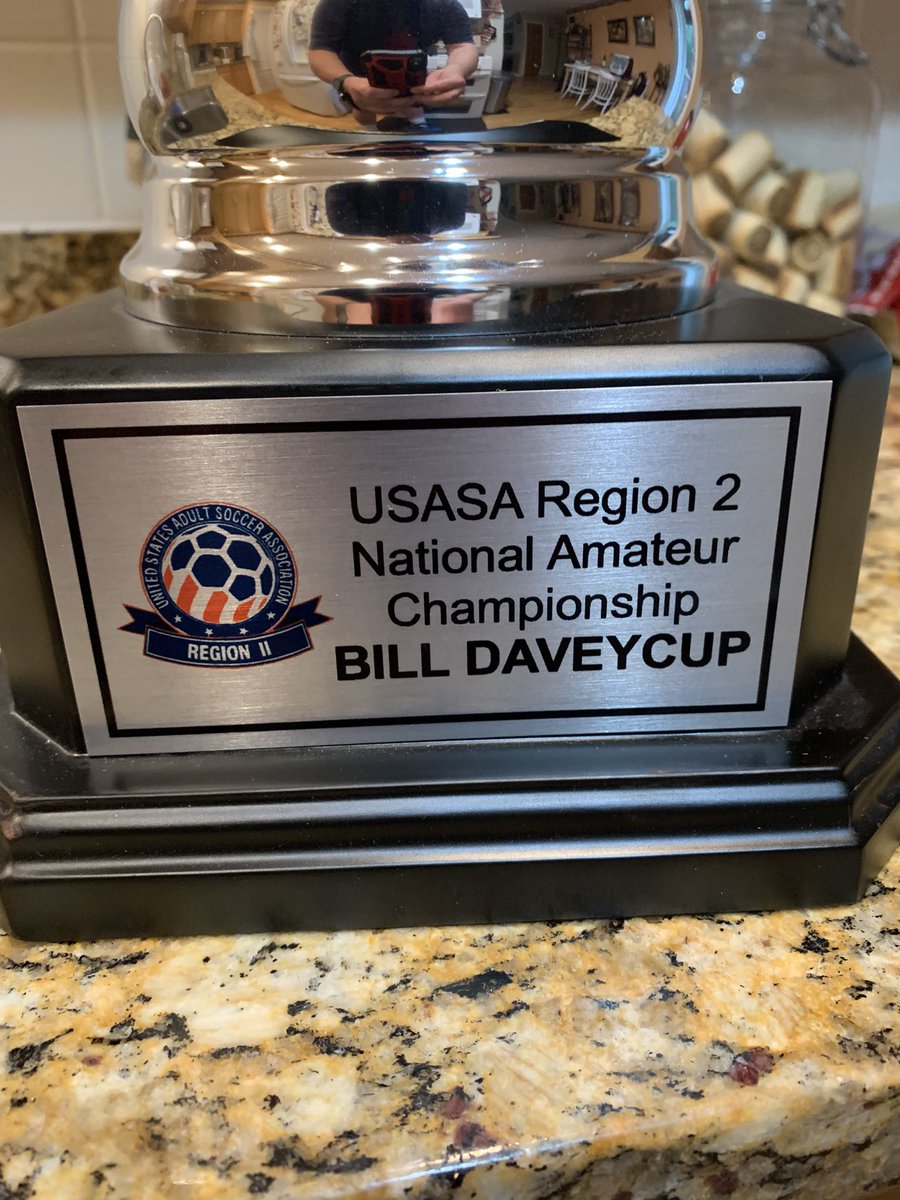 UNITED STATES ADULT SOCCER ASSOCIATION
REGION II
USASA Region 2
National Amateur
Championship
BILL DAVEYCUP